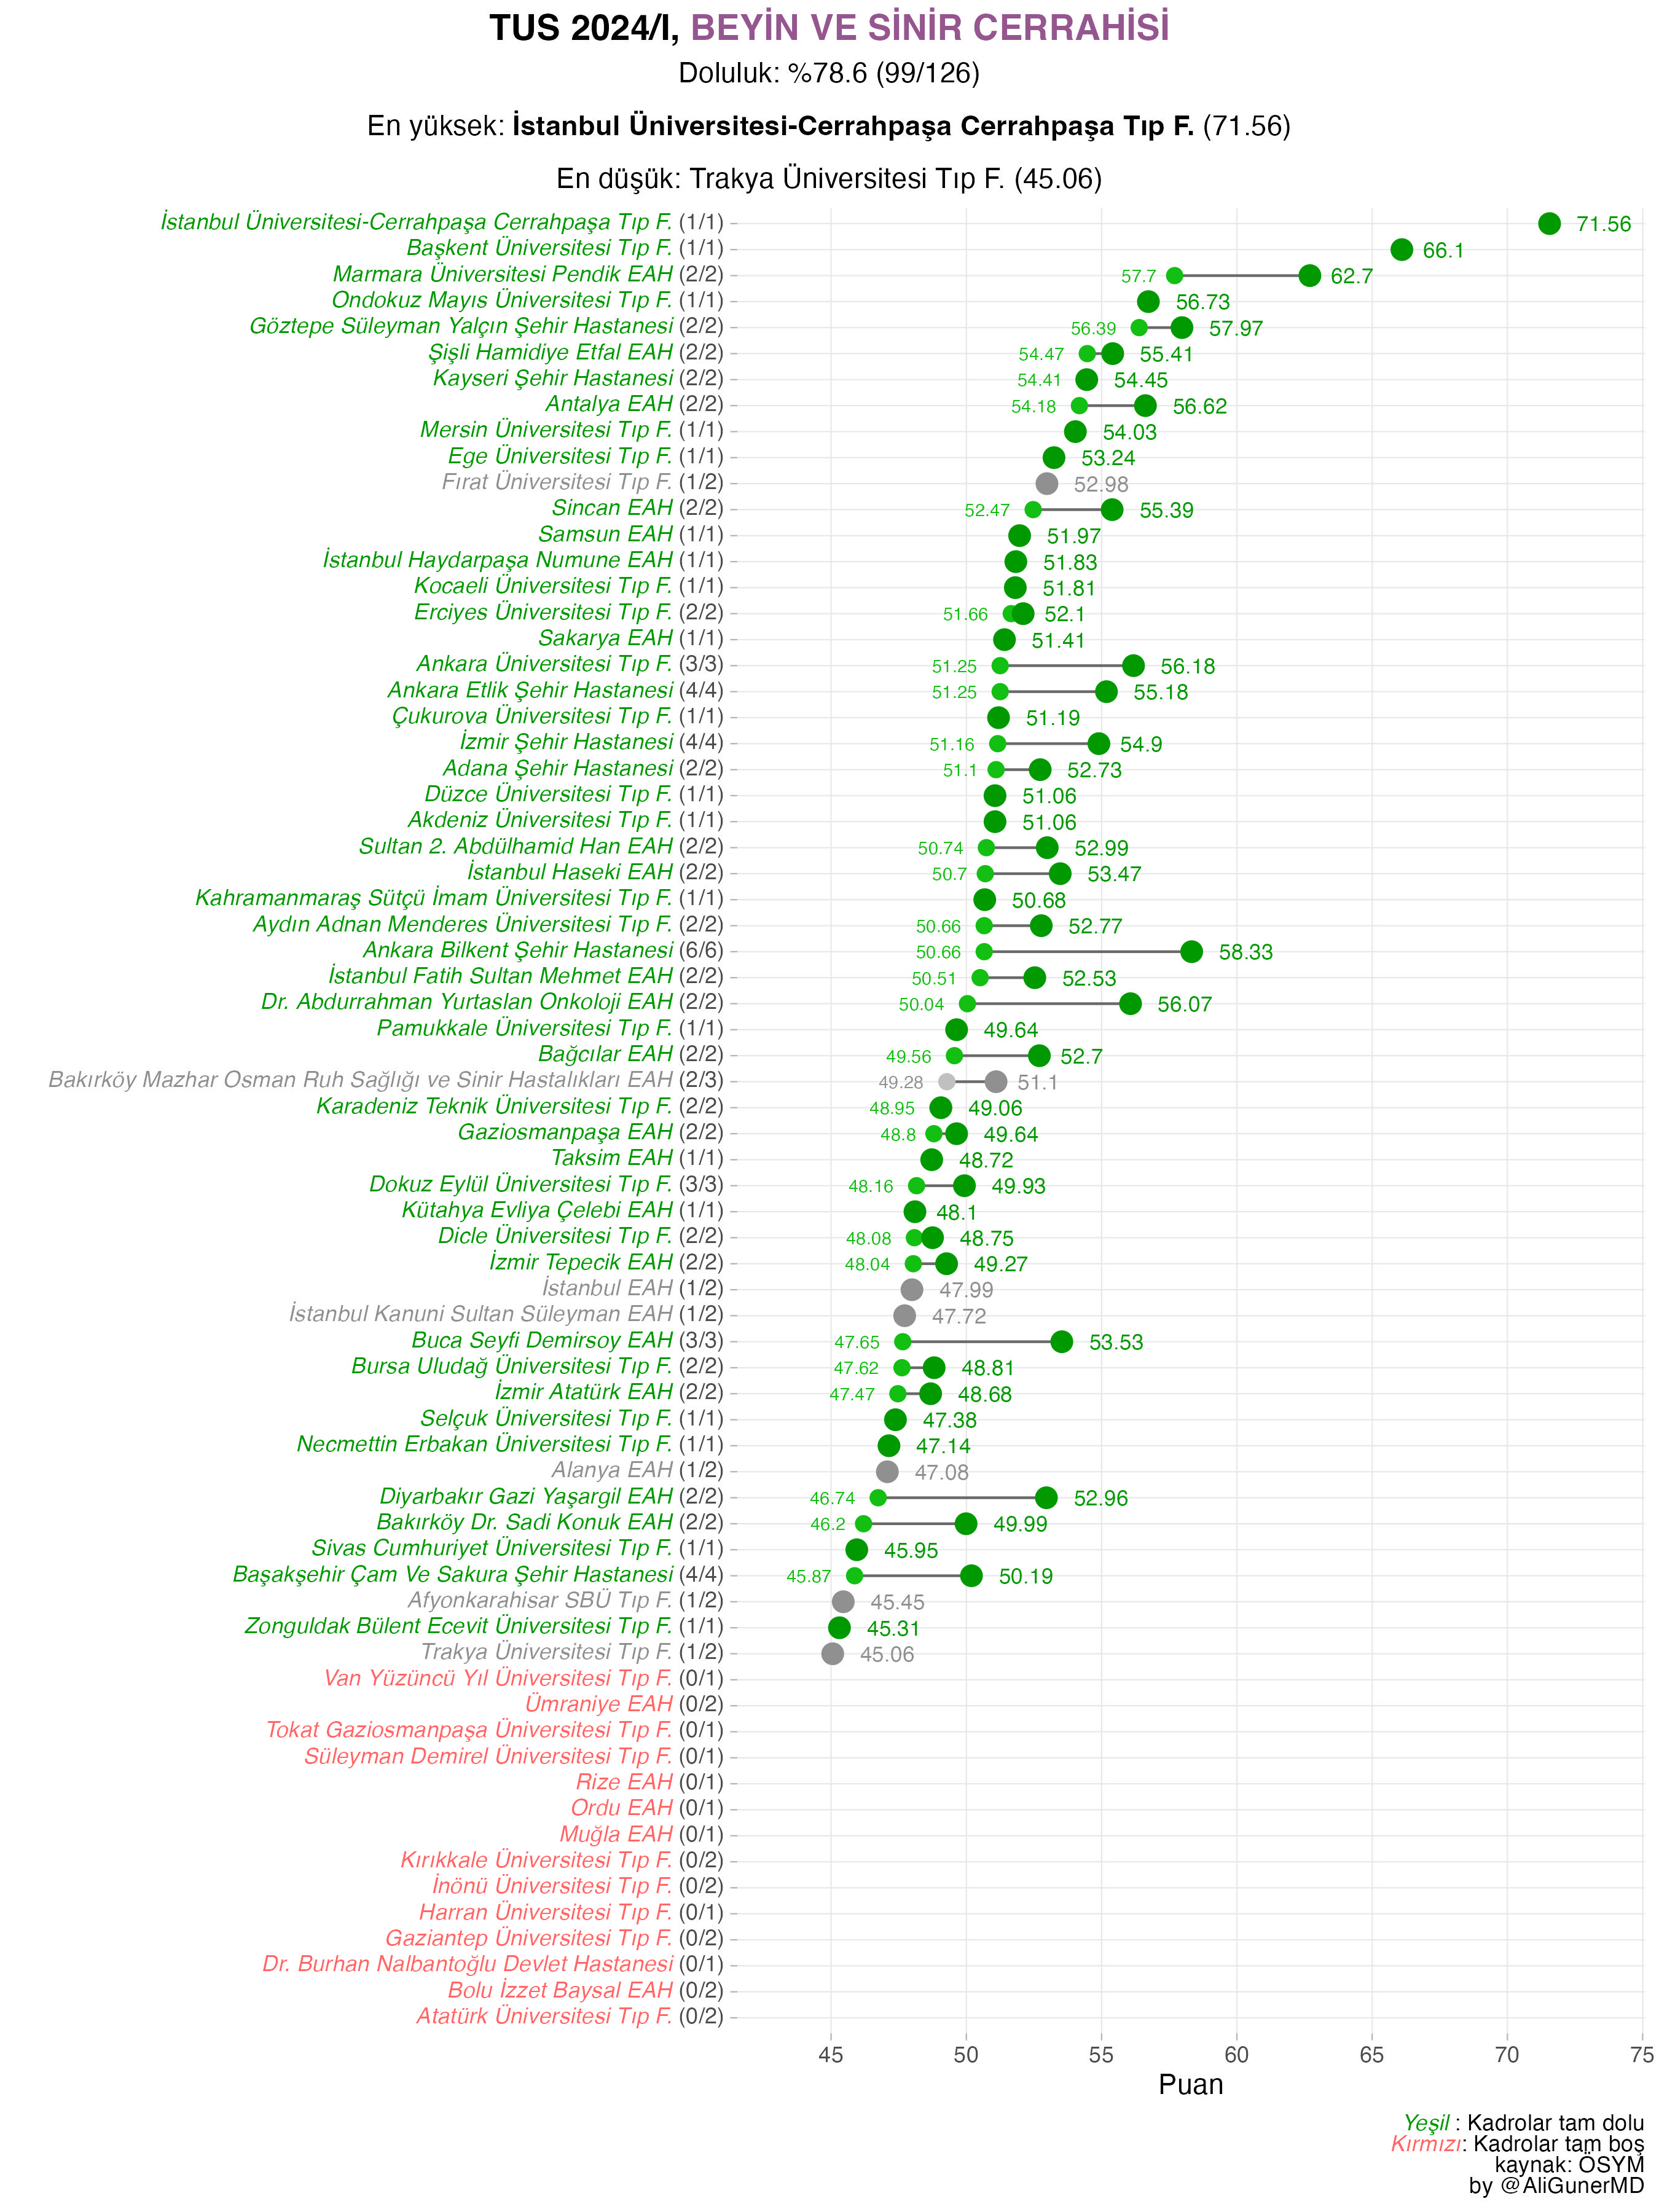 TUS 2024/I, BEYİN VE SİNİR CERRAHİSİ
Doluluk: %78.6 (99/126)
En yüksek: İstanbul Üniversitesi-Cerrahpaşa Cerrahpaşa Tıp F. (71.56)
En düşük: Trakya Üniversitesi Tıp F. (45.06)
İstanbul Üniversitesi-Cerrahpaşa Cerrahpaşa Tıp F. (1/1) 71.56
Başkent Üniversitesi Tıp F. (1/1) 66.1
Marmara Üniversitesi Pendik EAH (2/2) 57.7 62.7
Ondokuz Mayıs Üniversitesi Tıp F. (1/1) 56.73
Göztepe Süleyman Yalçın Şehir Hastanesi (2/2) 56.39 57.97
Şişli Hamidiye Etfal EAH (2/2) 54.47 55.41
Kayseri Şehir Hastanesi (2/2) 54.41 54.45
Antalya EAH (2/2) 54.18 56.62
Mersin Üniversitesi Tıp F. (1/1) 54.03
Ege Üniversitesi Tıp F. (1/1) 53.24
Fırat Üniversitesi Tıp F. (1/2) 52.98
Sincan EAH (2/2) 52.47 55.39
Samsun EAH (1/1) 51.97
İstanbul Haydarpaşa Numune EAH (1/1) 51.83
Kocaeli Üniversitesi Tıp F. (1/1) 51.81
Erciyes Üniversitesi Tıp F. (2/2) 51.66 52.1
Sakarya EAH (1/1) 51.41
Ankara Üniversitesi Tıp F. (3/3) 51.25 56.18
Ankara Etlik Şehir Hastanesi (4/4) 51.25 55.18
Çukurova Üniversitesi Tıp F. (1/1) 51.19
İzmir Şehir Hastanesi (4/4) 51.16 54.9
Adana Şehir Hastanesi (2/2) 51.1 52.73
Düzce Üniversitesi Tıp F. (1/1) 51.06
Akdeniz Üniversitesi Tıp F. (1/1) 51.06
Sultan 2. Abdülhamid Han EAH (2/2) 50.74 52.99
İstanbul Haseki EAH (2/2) 50.7 53.47
Kahramanmaraş Sütçü İmam Üniversitesi Tıp F. (1/1) 50.68
Aydın Adnan Menderes Üniversitesi Tıp F. (2/2) 50.66 52.77
Ankara Bilkent Şehir Hastanesi (6/6) 50.66 58.33
İstanbul Fatih Sultan Mehmet EAH (2/2) 50.51 52.53
Dr. Abdurrahman Yurtaslan Onkoloji EAH (2/2) 50.04 56.07
Pamukkale Üniversitesi Tıp F. (1/1) 49.64
Bağcılar EAH (2/2) 49.56 52.7
Bakırköy Mazhar Osman Ruh Sağlığı ve Sinir Hastalıkları EAH (2/3) 49.28 51.1
Karadeniz Teknik Üniversitesi Tıp F. (2/2) 48.95 49.06
Gaziosmanpaşa EAH (2/2) 48.8 49.64
Taksim EAH (1/1) 48.72
Dokuz Eylül Üniversitesi Tıp F. (3/3) 48.16 49.93
Kütahya Evliya Çelebi EAH (1/1) 48.1
Dicle Üniversitesi Tıp F. (2/2) 48.08 48.75
İzmir Tepecik EAH (2/2) 48.04 49.27
İstanbul EAH (1/2) 47.99
İstanbul Kanuni Sultan Süleyman EAH (1/2) 47.72
Buca Seyfi Demirsoy EAH (3/3) 47.65 53.53
Bursa Uludağ Üniversitesi Tıp F. (2/2) 47.62 48.81
İzmir Atatürk EAH (2/2) 47.47 48.68
Selçuk Üniversitesi Tıp F. (1/1) 47.38
Necmettin Erbakan Üniversitesi Tıp F. (1/1) 47.14
Alanya EAH (1/2) 47.08
Diyarbakır Gazi Yaşargil EAH (2/2) 46.74 52.96
Bakırköy Dr. Sadi Konuk EAH (2/2) 46.2 49.99
Sivas Cumhuriyet Üniversitesi Tıp F. (1/1) 45.95
Başakşehir Çam Ve Sakura Şehir Hastanesi (4/4) 45.87 50.19
Afyonkarahisar SBÜ Tıp F. (1/2) 45.45
Zonguldak Bülent Ecevit Üniversitesi Tıp F. (1/1) 45.31
Trakya Üniversitesi Tıp F. (1/2) 45.06
Van Yüzüncü Yıl Üniversitesi Tıp F. (0/1)
Ümraniye EAH (0/2)
Tokat Gaziosmanpaşa Üniversitesi Tıp F. (0/1)
Süleyman Demirel Üniversitesi Tıp F. (0/1)
Rize EAH (0/1)
Ordu EAH (0/1)
Muğla EAH (0/1)
Kırıkkale Üniversitesi Tıp F. (0/2)
İnönü Üniversitesi Tıp F. (0/2)
Harran Üniversitesi Tıp F. (0/1)
Gaziantep Üniversitesi Tıp F. (0/2)
Dr. Burhan Nalbantoğlu Devlet Hastanesi (0/1)
Bolu İzzet Baysal EAH (0/2)
Atatürk Üniversitesi Tıp F. (0/2)
45 50 55 60 65 70 75
Puan
Yeşil : Kadrolar tam dolu
Kırmızı: Kadrolar tam boş
kaynak: ÖSYM
by @AliGunerMD